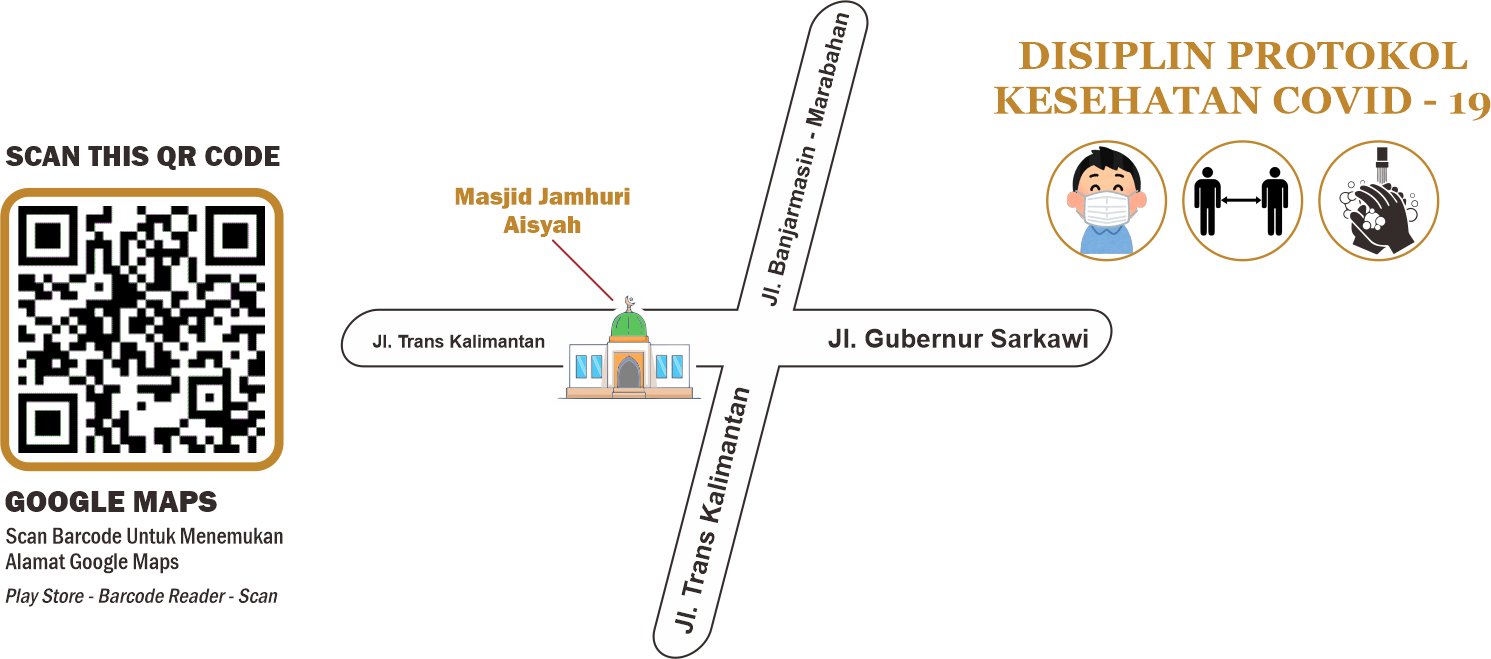 SCAN THIS QR CODE
GOOGLE MAPS
Scan Barcode Untuk Menemukan
Alamat Google Maps
Play Store - Barcode Reader - Scan
Masjid Jamhuri
Aisyah
Jl. Trans Kalimantan
Jl. Banjarmasin - Marabahan
Jl. Gubernur Sarkawi
Jl. Trans Kalimantan
DISIPLIN PROTOKOL
KESEHATAN COVID - 19